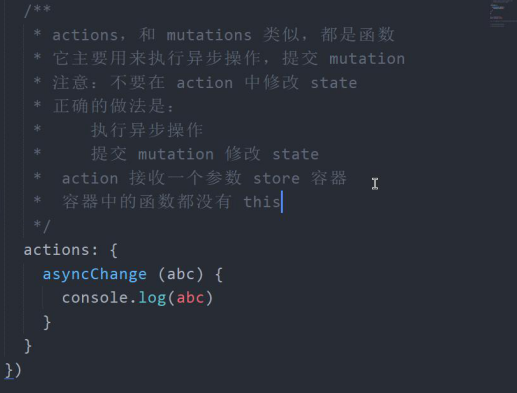 /**
* actions，和 mutations 类似，都是函数
* 它主要用来执行异步操作，提交 mutation
* 注意：不要在 action 中修改 state
* 正确的做法是：
*     执行异步操作
*     提交 mutation 修改 state
*  action 接收一个参数 store 容器
*  容器中的函数都没有 this
*/
actions: {
asyncChange (abc) {
console.log(abc)
}
}
})